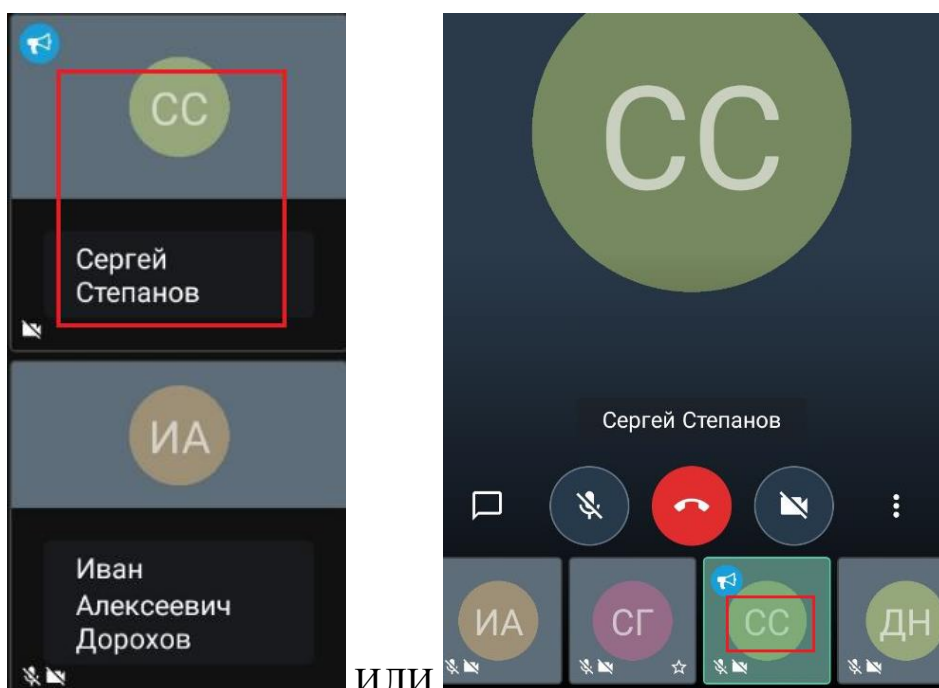 СС
Сергей
Степанов
ИА
Иван
Алексеевич
Дорохов
или
СС
Сергей Степанов
ИА
СГ
СС
ДН